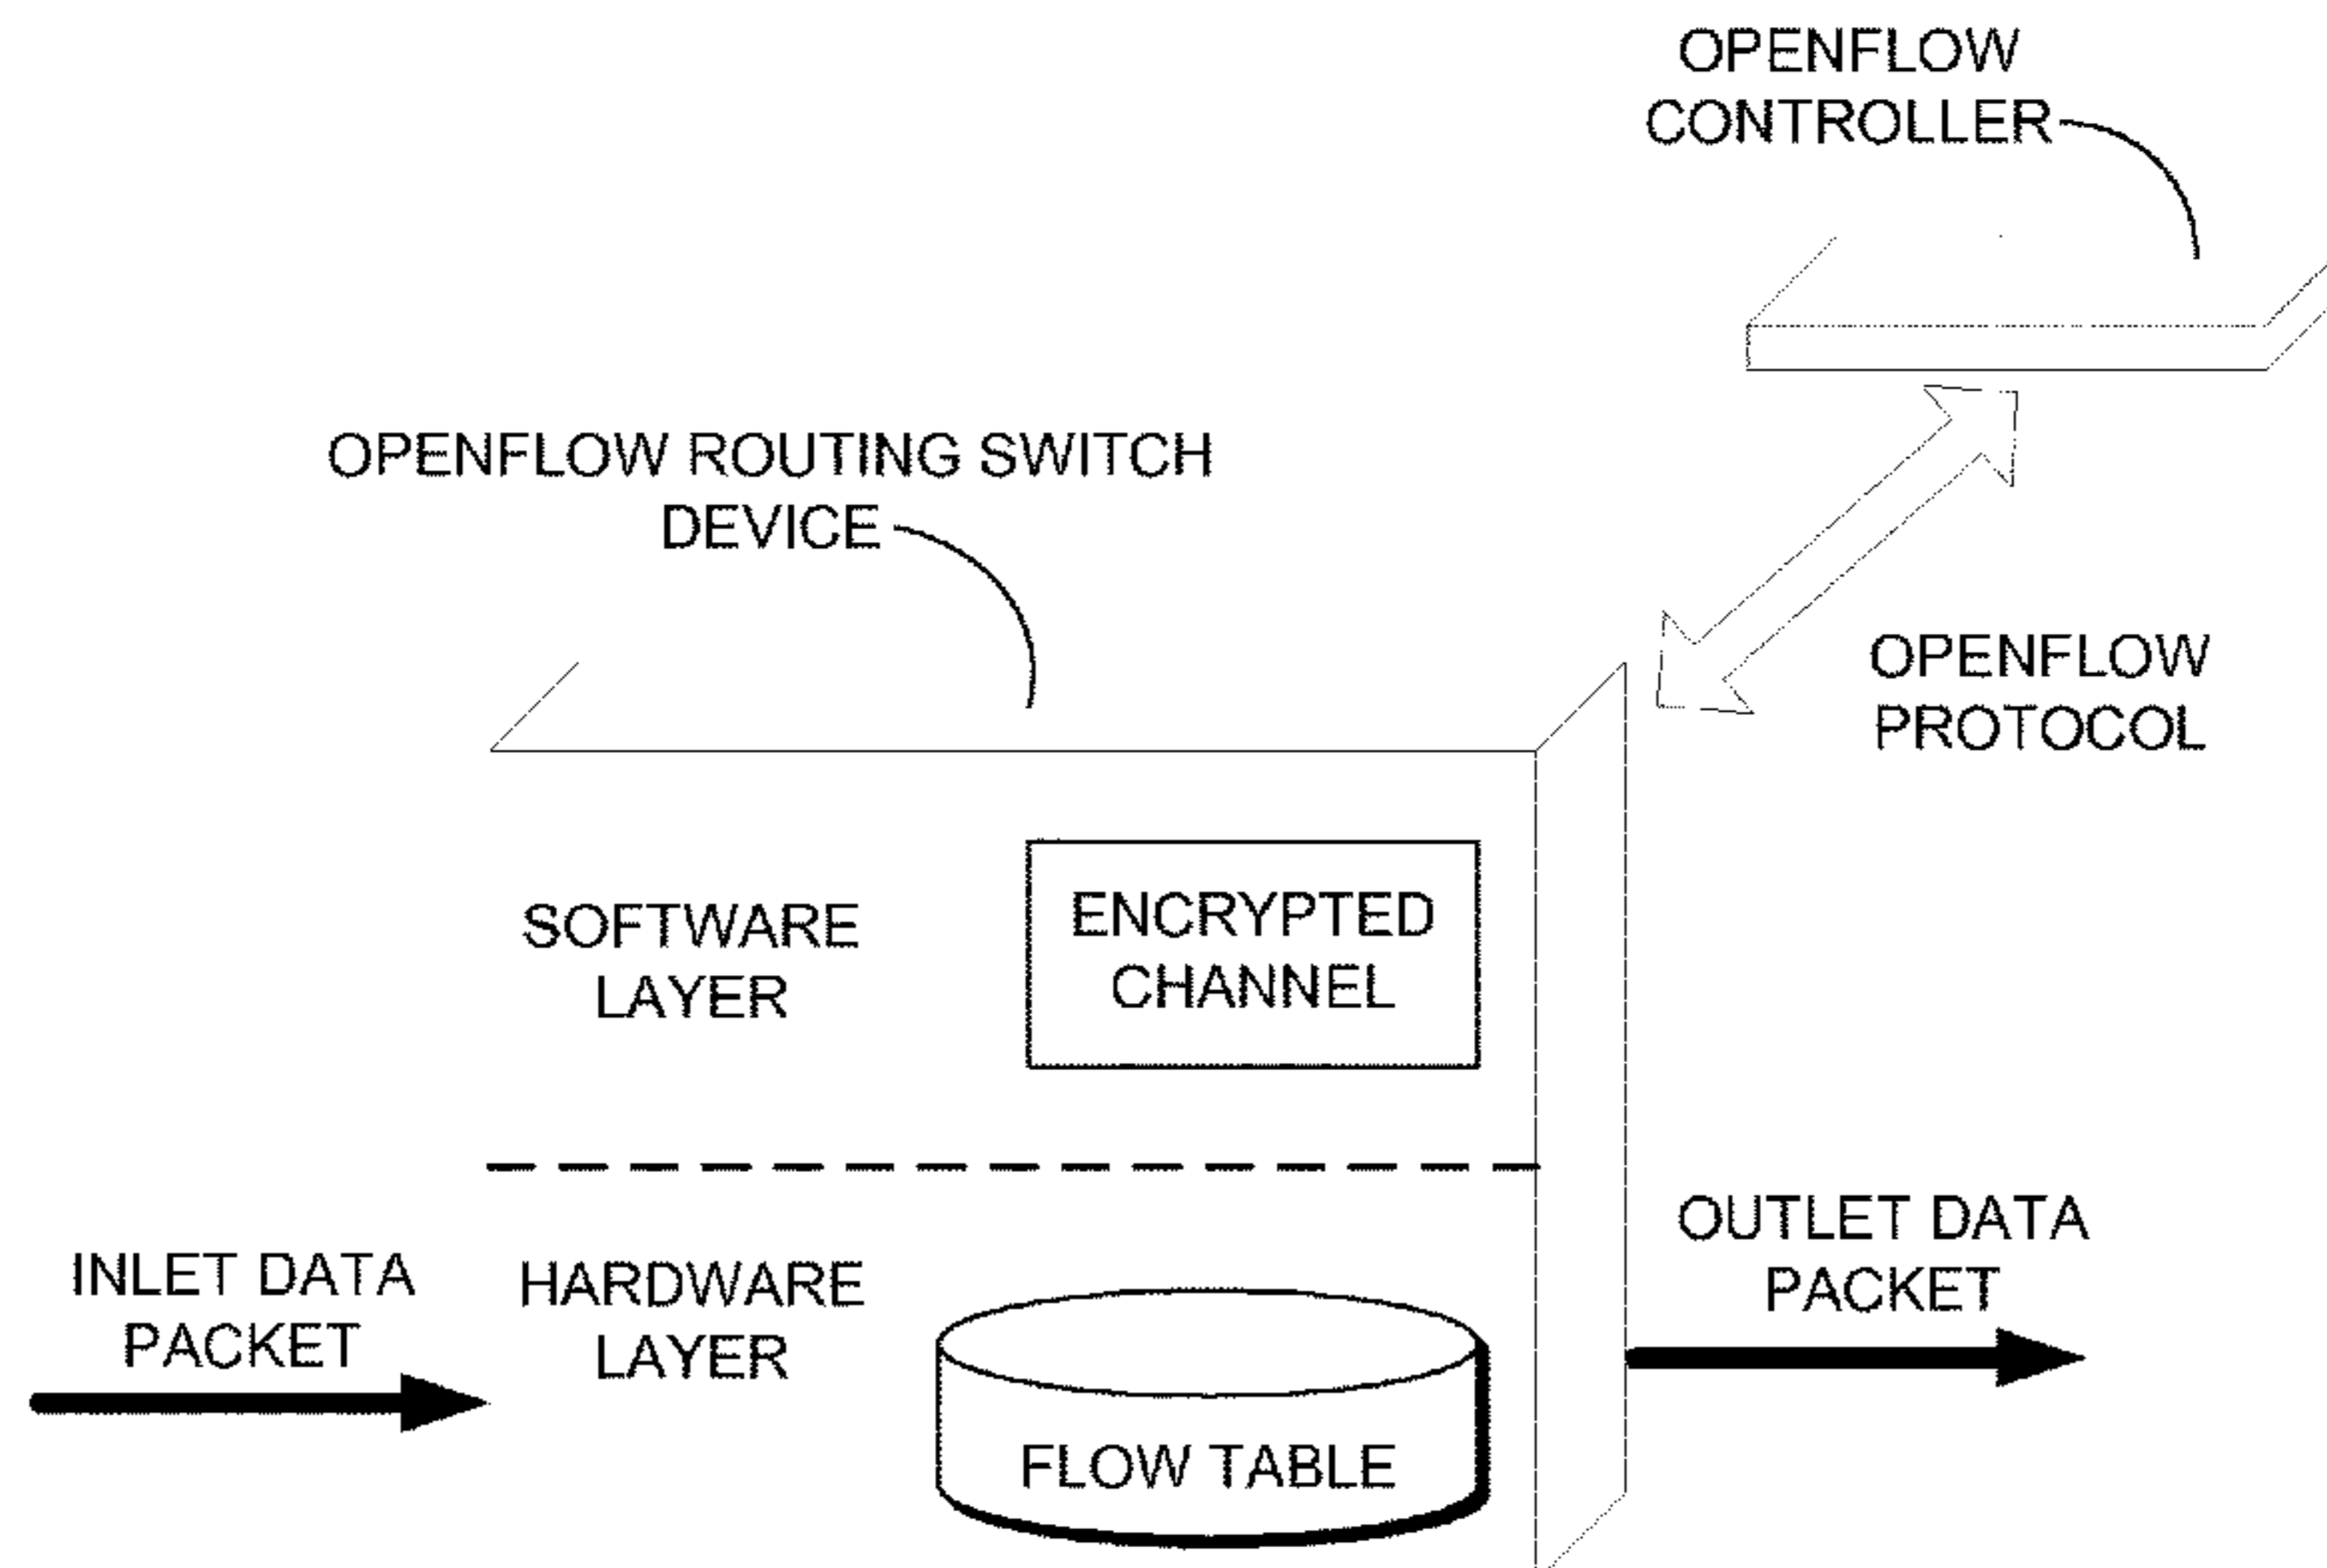 OPENFLOW
CONTROLLER
OPENFLOW ROUTING SWITCH
DEVICE
OPENFLOW
PROTOCOL
SOFTWARE
LAYER
ENCRYPTED
CHANNEL
INLET DATA
PACKET
HARDWARE
LAYER
FLOW TABLE
OUTLET DATA
PACKET